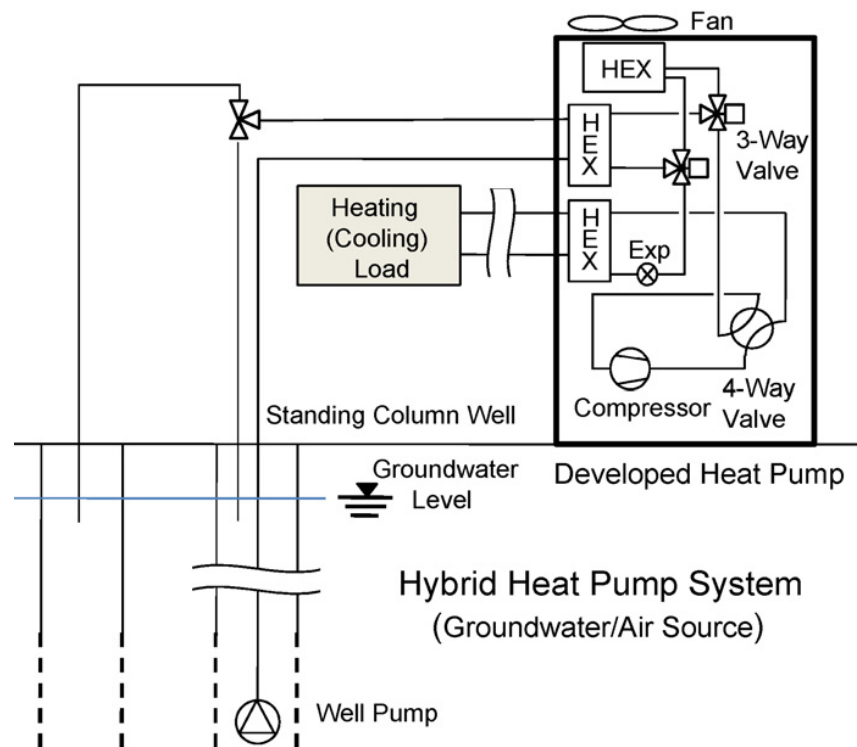 Fan
HEX
H
E
X
3-Way
Valve
Heating
(Cooling)
Load
H
E
X
Exp
Compressor
4-Way
Valve
Standing Column Well
Groundwater
Level
Developed Heat Pump
Hybrid Heat Pump System
(Groundwater/Air Source)
Well Pump